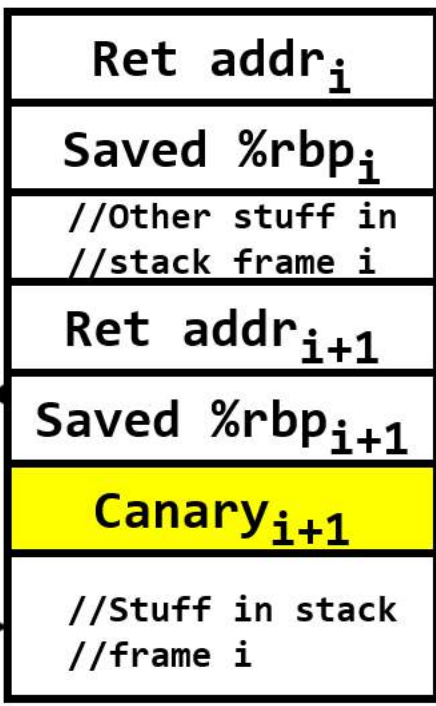 Ret addr_i
Saved %rbp_i
//Other stuff in
//stack frame i
Ret addr_i+1
Saved %rbp_i+1
Canary_i+1
//Stuff in stack
//frame i